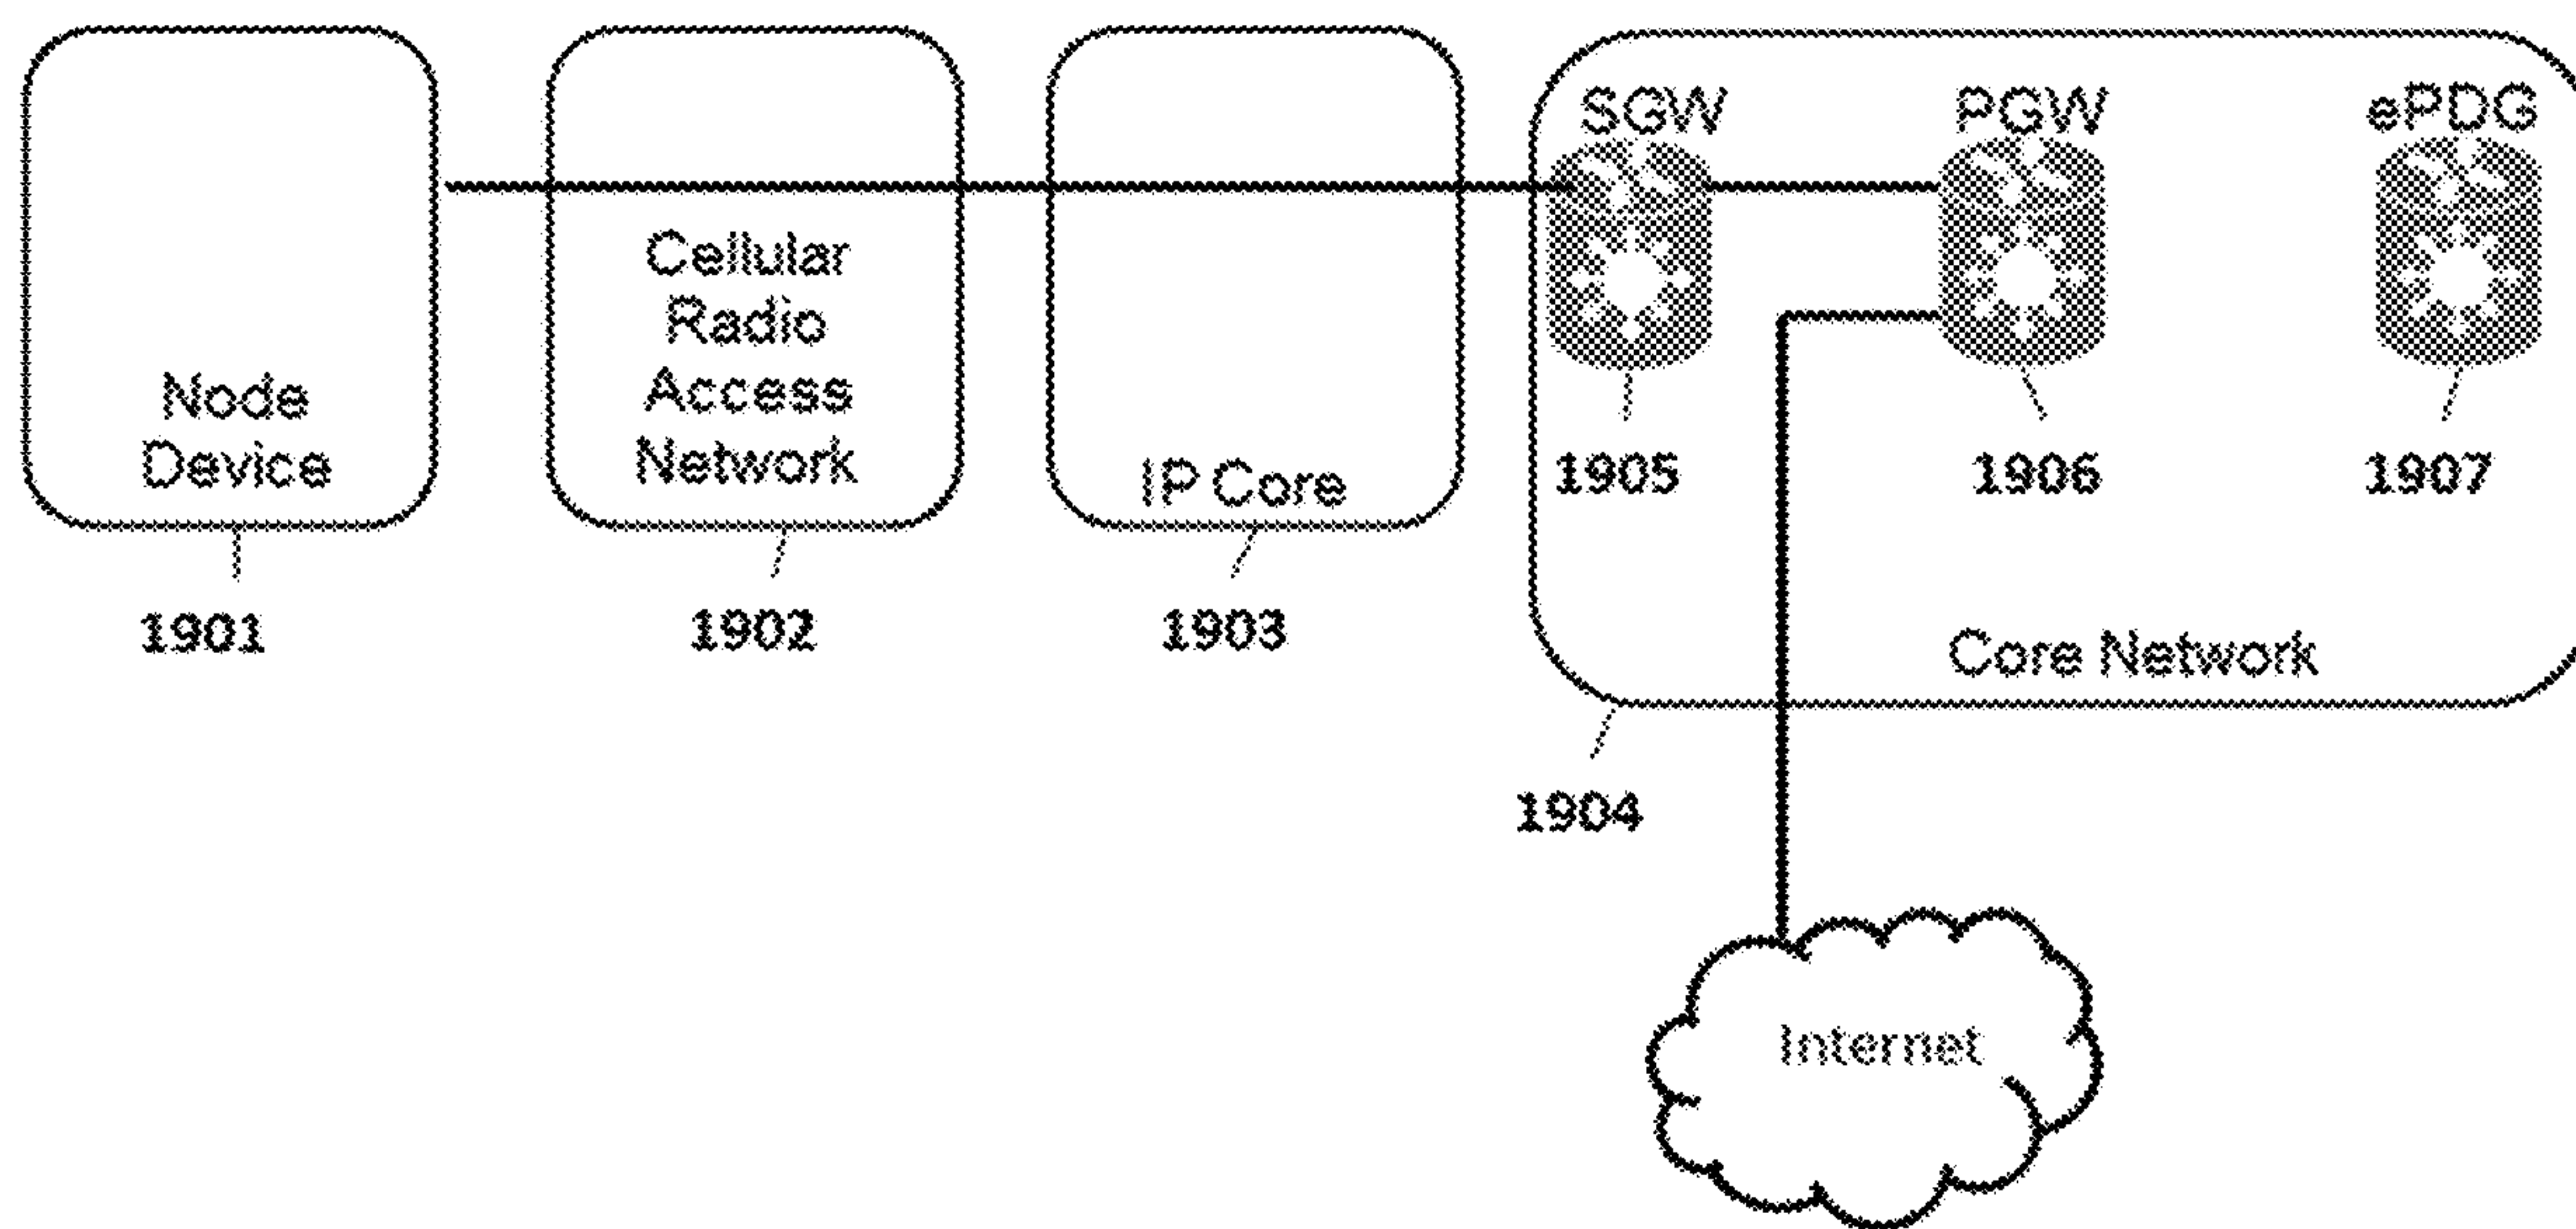 SGW
PGW
ePDG
Cellular
Radio
Access
Network
Node
Device
IP Core
1905
1906
1907
1901
1902
1903
Core Network
1904
Internet